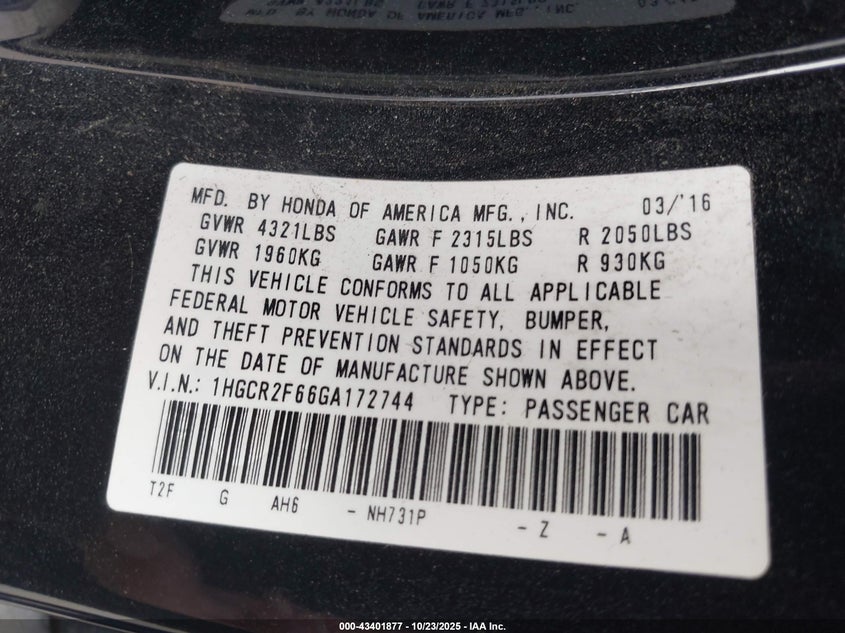 MFD. BY HONDA OF AMERICA MFG., INC. 03/'16
GVWR 4321LBS GAWR F 2315LBS R 2050LBS
GVWR 1960KG GAWR F 1050KG R 930KG
THIS VEHICLE CONFORMS TO ALL APPLICABLE
FEDERAL MOTOR VEHICLE SAFETY, BUMPER,
AND THEFT PREVENTION STANDARDS IN EFFECT
ON THE DATE OF MANUFACTURE SHOWN ABOVE.
V.I.N.: 1HGCR2F66GA172744 TYPE: PASSENGER CAR
T2F G AH6 - NH731P - Z - A
000-43401877 - 10/23/2025 - IAA Inc.